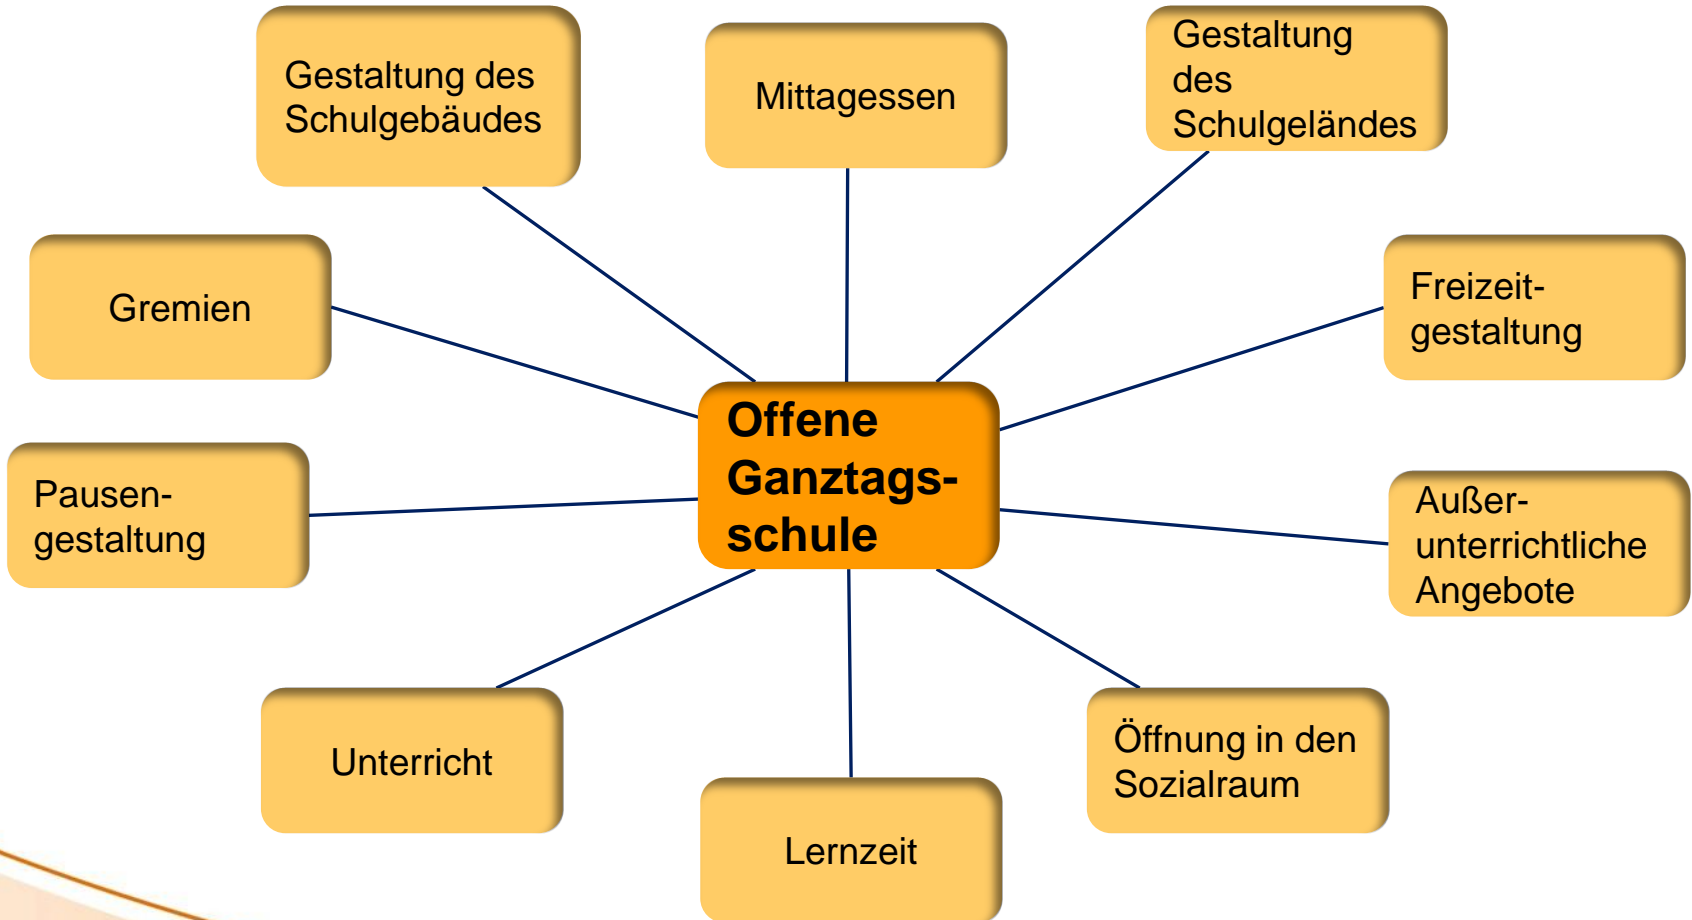 Gestaltung des
Schulgebäudes
Mittagessen
Gestaltung
des
Schulgeländes
Gremien
Freizeit-
gestaltung
Offene
Ganztags-
schule
Pausen-
gestaltung
Außer-
unterrichtliche
Angebote
Unterricht
Lernzeit
Öffnung in den
Sozialraum